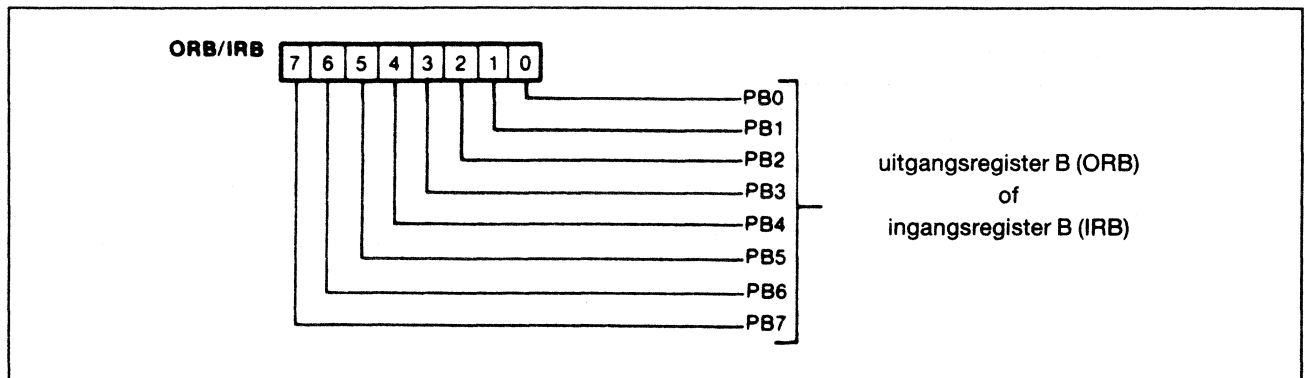 ORB/IRB
7 6 5 4 3 2 1 0
PB0
PB1
PB2
PB3
PB4
PB5
PB6
PB7
uitgangsregister B (ORB)
of
ingangsregister B (IRB)